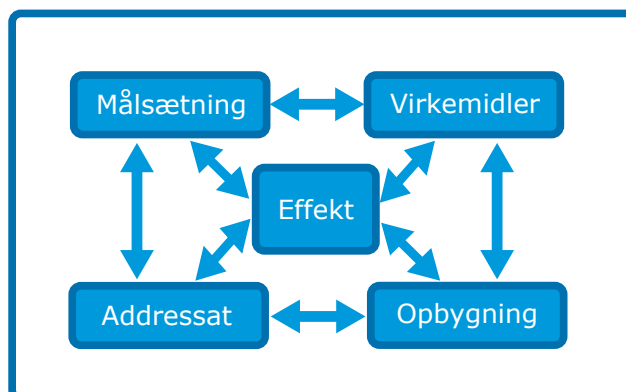 Målsætning
Virkemidler
Effekt
Addressat
Opbygning